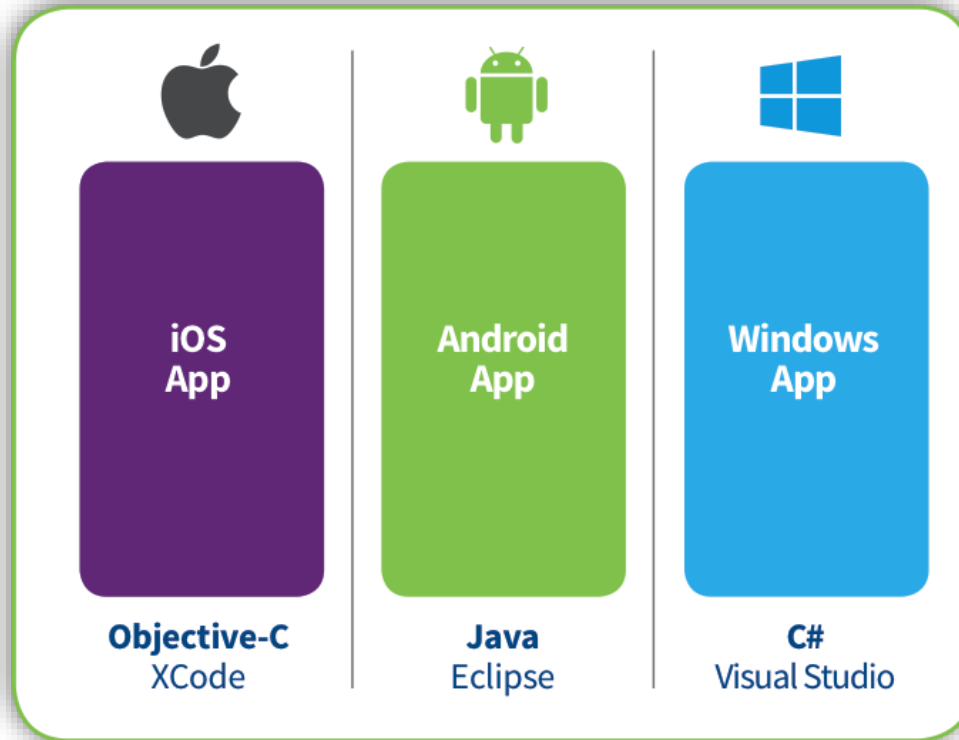 iOS
App
Android
App
Windows
App
Objective-C
XCode
Java
Eclipse
C#
Visual Studio